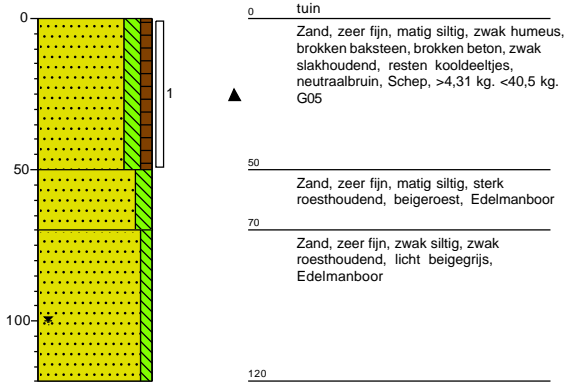 0
0
tuin
Zand, zeer fijn, matig siltig, zwak humeus,
brokken baksteen, brokken beton, zwak
slakhoudend, resten kooldeeltjes,
neutraalbruin, Schep, >4,31 kg. <40,5 kg.
G05
1
50
50
Zand, zeer fijn, matig siltig, sterk
roesthoudend, beigeroest, Edelmanboor
70
Zand, zeer fijn, zwak siltig, zwak
roesthoudend, licht beigegrijs,
Edelmanboor
100
120